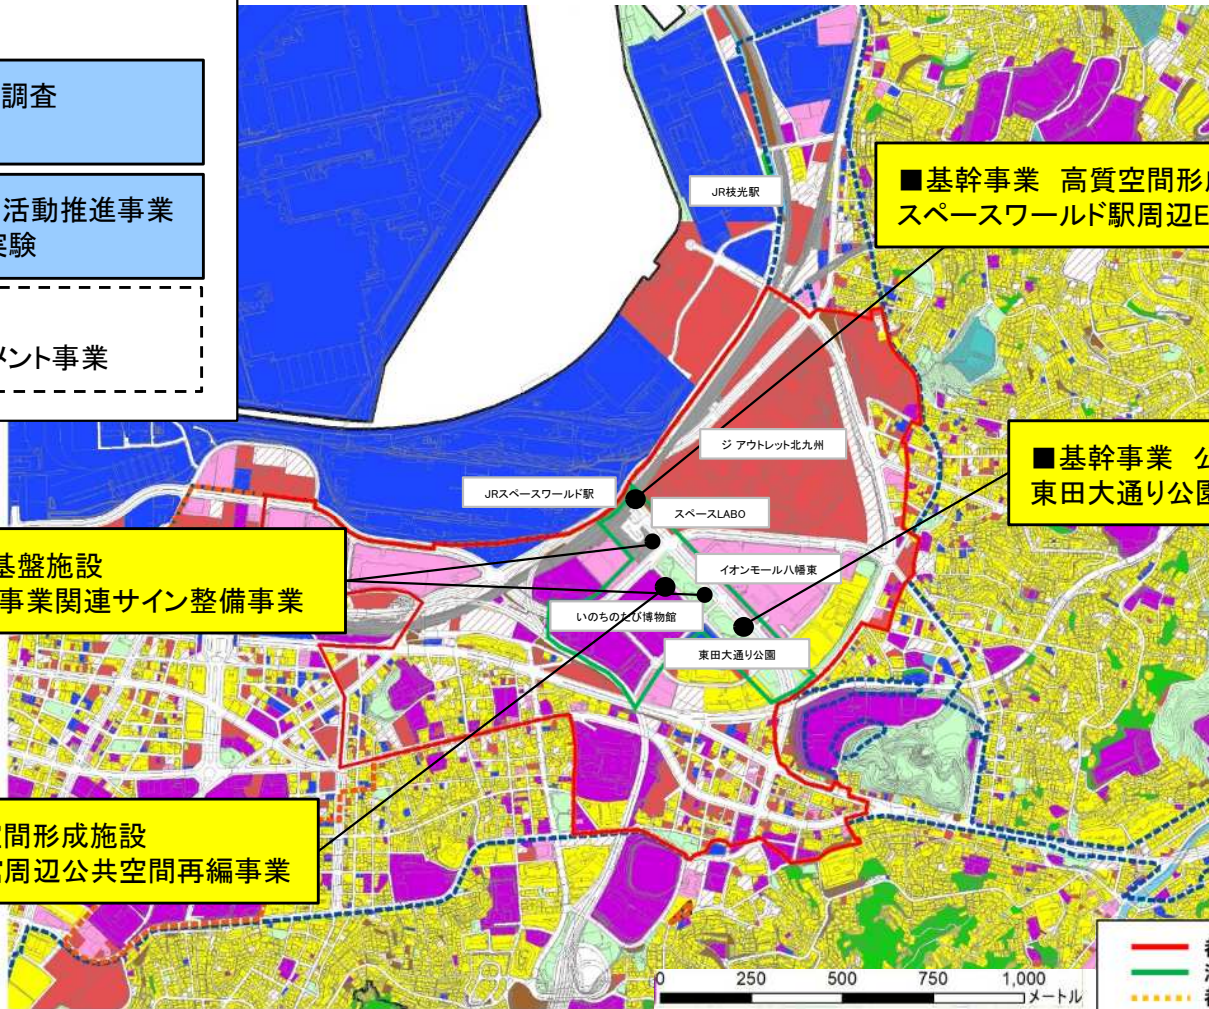 調査
活動推進事業
実験
メント事業
JR枝光駅
■基幹事業 高質空間形成
スペースワールド駅周辺E
ジ アウトレット北九州
■基幹事業 公
東田大通り公園
JRスペースワールド駅
スペースLABO
基盤施設
事業関連サイン整備事業
イオンモール八幡東
いのちのたび博物館
東田大通り公園
空間形成施設
周辺公共空間再編事業
0 250 500 750 1,000
メートル